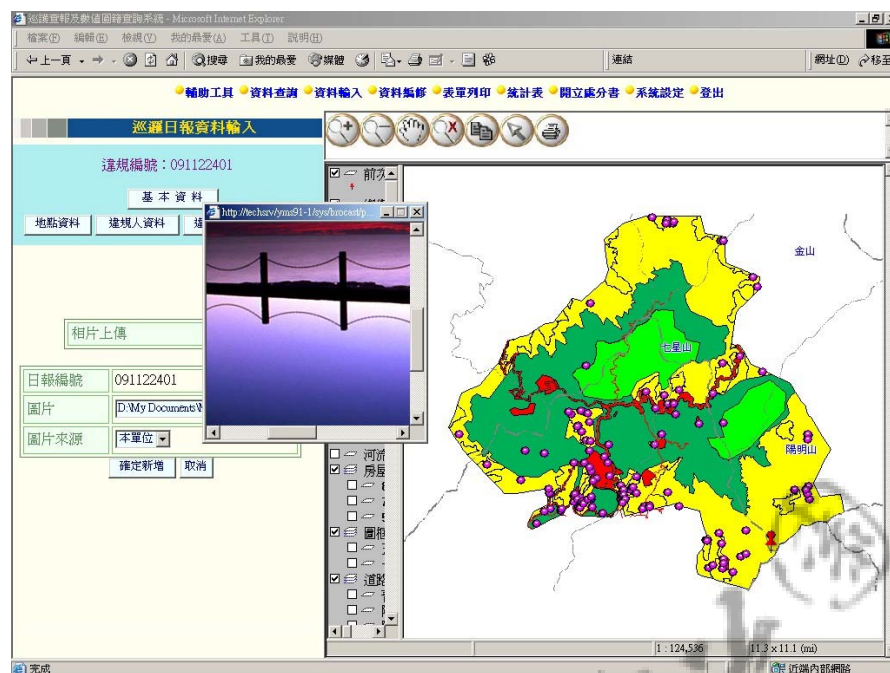 巡邏查報及數值圖籍查詢系統 - Microsoft Internet Explorer
檔案(F) 編輯(E) 檢視(V) 我的最愛(A) 工具(T) 說明(H)
上一頁 搜尋 我的最愛 媒體 連結 網址(D) 移至
輔助工具 資料查詢 資料輸入 資料編修 表單列印 統計表 開立處分書 系統設定 登出
巡邏日報資料輸入
違規編號：091122401
基本資料
地點資料 違規人資料
http://techsrv/yms91-1/sys/brocast/p...
相片上傳
日報編號 091122401
圖片 D:\My Documents\
圖片來源 本單位
確定新增 取消
前次
河流
房屋
圖框
道路
金山
七星山
陽明山
1 : 124,536 11.3 x 11.1 (mi)
完成 近端內部網路